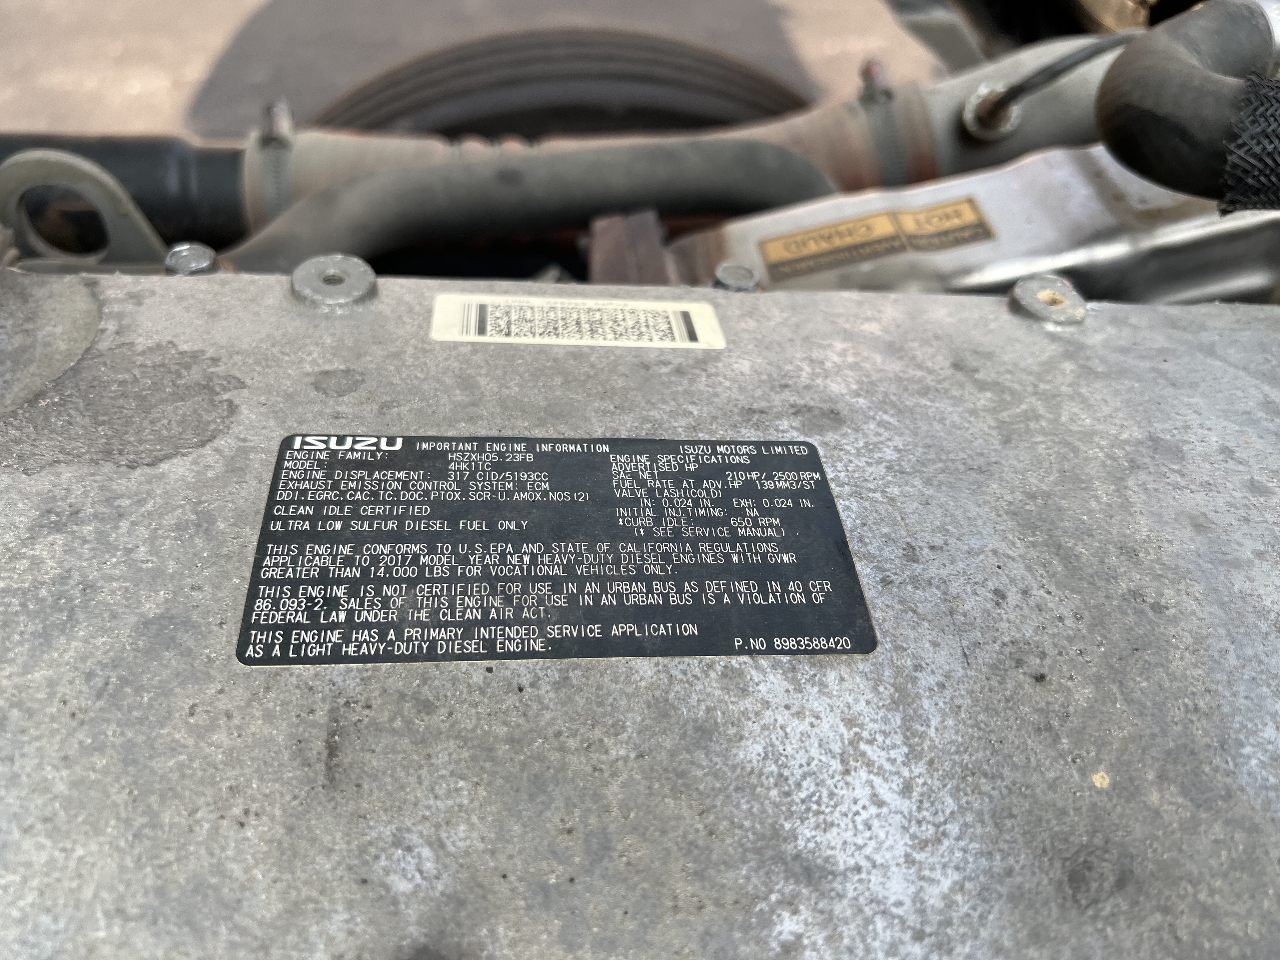 ISUZU IMPORTANT ENGINE INFORMATION ISUZU MOTORS LIMITED
ENGINE FAMILY: HSZXH05.23FB
MODEL: 4HK1TC
ENGINE DISPLACEMENT: 317 CID/5193CC
EXHAUST EMISSION CONTROL SYSTEM: ECM
DDI.EGRC.CAC.TC.DOC.PTOX.SCR-U.AMOX.NOS(2)
CLEAN IDLE CERTIFIED
ULTRA LOW SULFUR DIESEL FUEL ONLY
ENGINE SPECIFICATIONS
ADVERTISED HP
SAE NET 210 HP/ 2500 RPM
FUEL RATE AT ADV.HP 139 MM3/ST
VALVE LASH(COLD)
IN: 0.024 IN. EXH: 0.024 IN.
INITIAL INJ.TIMING: NA
*CURB IDLE: 650 RPM
(* SEE SERVICE MANUAL)
THIS ENGINE CONFORMS TO U.S.EPA AND STATE OF CALIFORNIA REGULATIONS
APPLICABLE TO 2017 MODEL YEAR NEW HEAVY-DUTY DIESEL ENGINES WITH GVWR
GREATER THAN 14.000 LBS FOR VOCATIONAL VEHICLES ONLY.
THIS ENGINE IS NOT CERTIFIED FOR USE IN AN URBAN BUS AS DEFINED IN 40 CFR
86.093-2. SALES OF THIS ENGINE FOR USE IN AN URBAN BUS IS A VIOLATION OF
FEDERAL LAW UNDER THE CLEAN AIR ACT.
THIS ENGINE HAS A PRIMARY INTENDED SERVICE APPLICATION
AS A LIGHT HEAVY-DUTY DIESEL ENGINE.
P.NO 8983588420
HOT
CHAUD